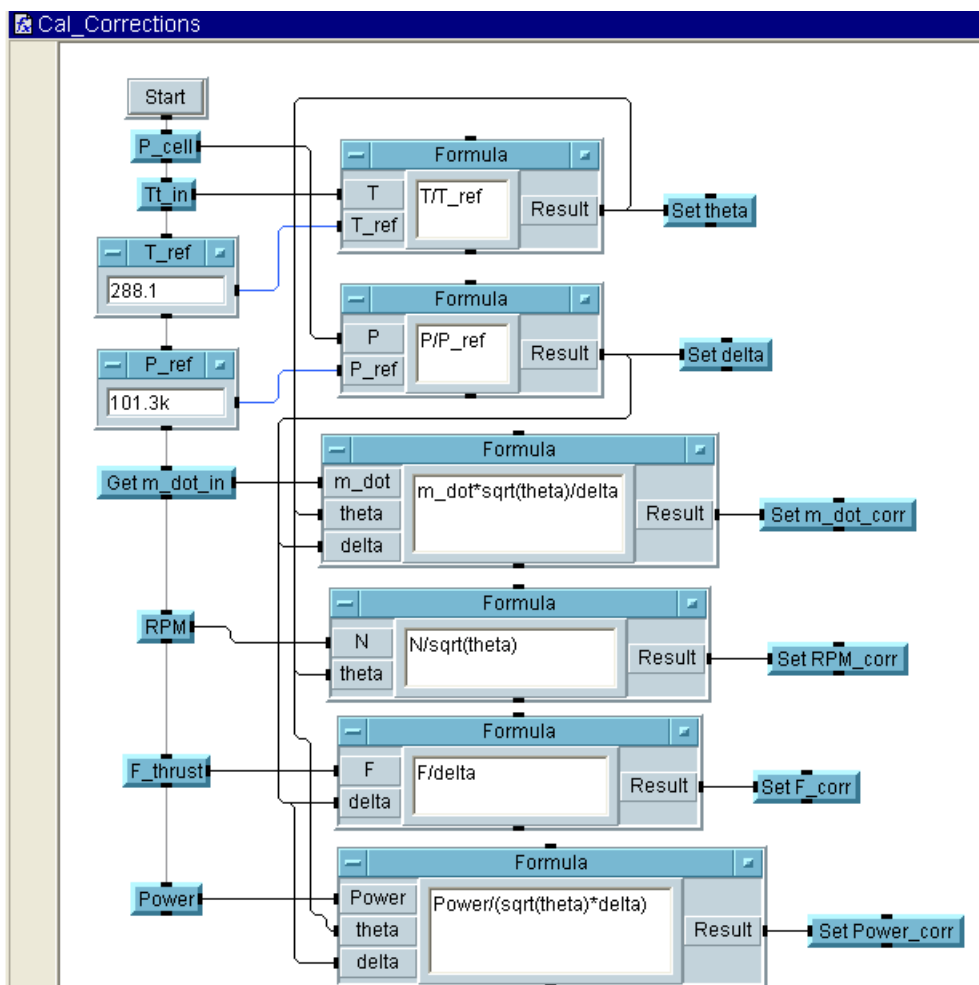 Cal_Corrections
Start
P_cell
Tt_in
T_ref
288.1
P_ref
101.3k
Get m_dot_in
RPM
F_thrust
Power
Formula
T
T_ref
T/T_ref
Result
Set theta
Formula
P
P_ref
P/P_ref
Result
Set delta
Formula
m_dot
theta
delta
m_dot*sqrt(theta)/delta
Result
Set m_dot_corr
Formula
N
theta
N/sqrt(theta)
Result
Set RPM_corr
Formula
F
delta
F/delta
Result
Set F_corr
Formula
Power
theta
delta
Power/(sqrt(theta)*delta)
Result
Set Power_corr